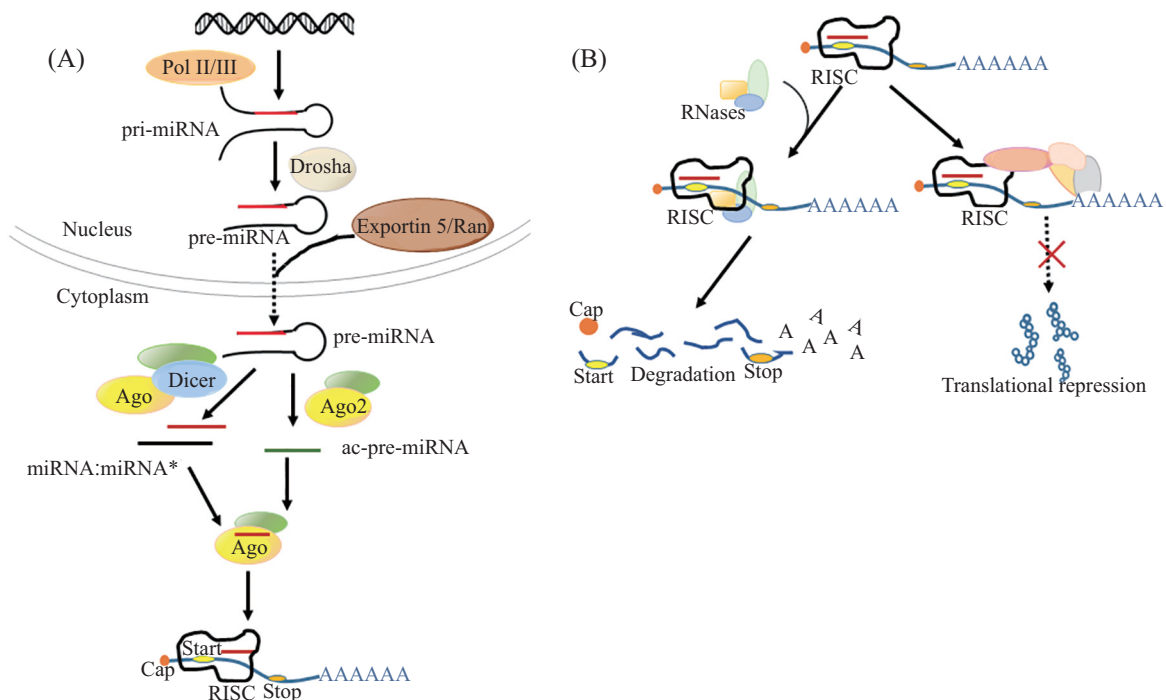 (A)
Pol II/III
pri-miRNA
Drosha
Nucleus
pre-miRNA
Exportin 5/Ran
Cytoplasm
pre-miRNA
Dicer
Ago
Ago2
miRNA:miRNA*
ac-pre-miRNA
Ago
Start
Cap
AAAAAA
RISC
Stop
(B)
RISC
AAAAAA
RNases
RISC
AAAAAA
RISC
AAAAAA
Cap
A
A
A
A
A
A
Start
Degradation
Stop
Translational repression